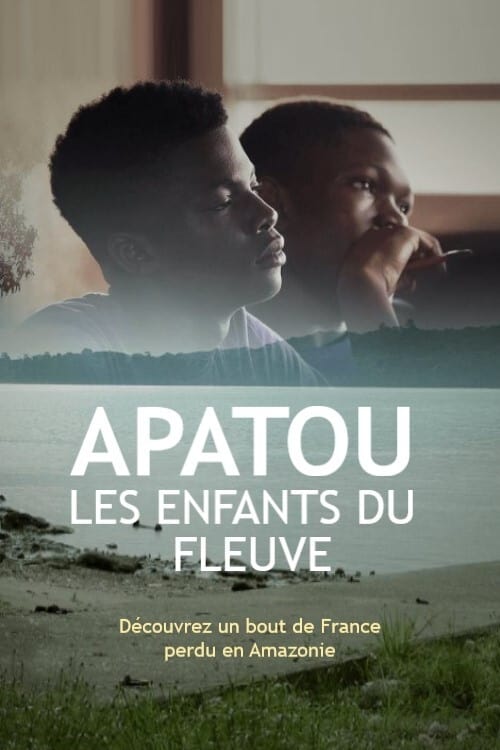 APATOU
LES ENFANTS DU
FLEUVE
Découvrez un bout de France
perdu en Amazonie